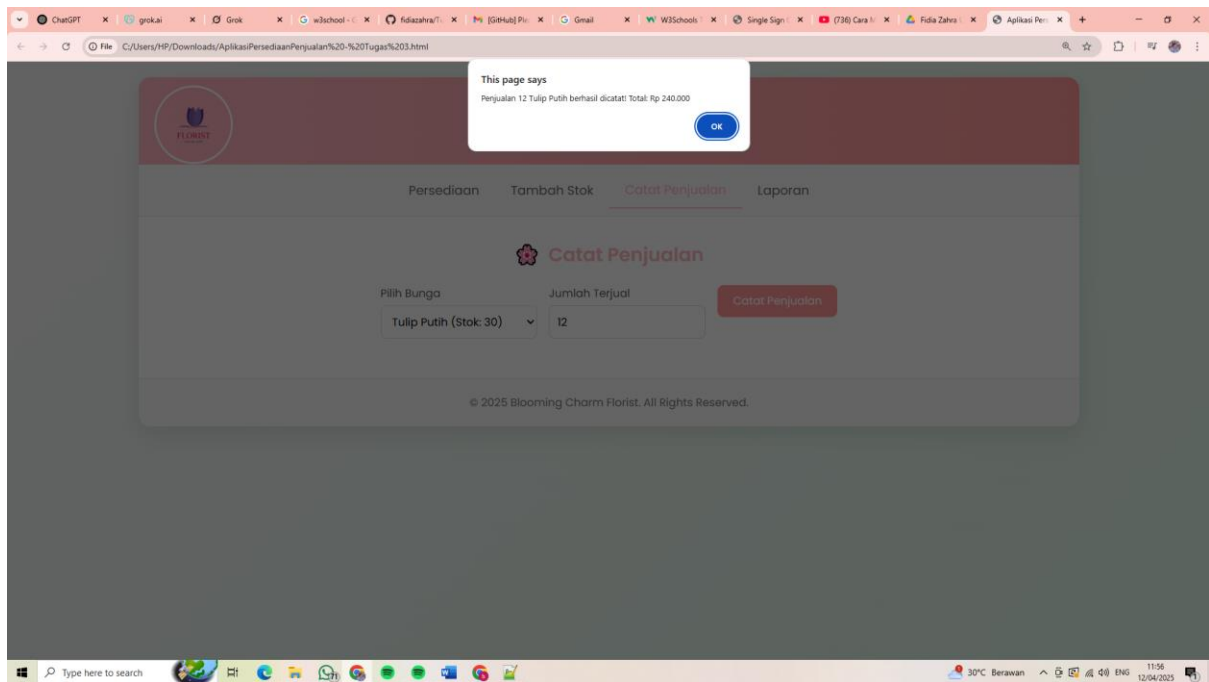 ChatGPT
grok.ai
Grok
w3school -
fidiazahra/T
[GitHub] Ple
Gmail
W3Schools
Single Sign
(736) Cara
Fidia Zahra
Aplikasi Per
File C:/Users/HP/Downloads/AplikasiPersediaanPenjualan%20-%20Tugas%203.html
This page says
Penjualan 12 Tulip Putih berhasil dicatat! Total: Rp 240.000
OK
FLORIST
Persediaan Tambah Stok Catat Penjualan Laporan
Catat Penjualan
Pilih Bunga Jumlah Terjual
Catat Penjualan
Tulip Putih (Stok: 30) 12
© 2025 Blooming Charm Florist. All Rights Reserved.
Type here to search
30°C Berawan
ENG
11:56
12/04/2025